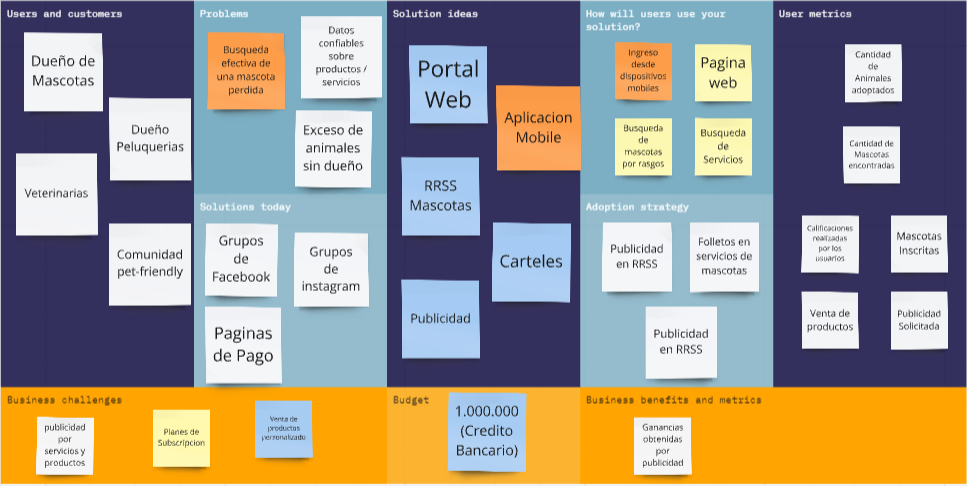 Users and customers
Dueño de
Mascotas
Dueño
Peluquerias
Veterinarias
Comunidad
pet-friendly
Problems
Busqueda
efectiva de
una mascota
perdida
Datos
confiables
sobre
productos /
servicios
Exceso de
animales
sin dueño
Solutions today
Grupos
de
Facebook
Grupos
de
instagram
Paginas
de Pago
Solution ideas
Portal
Web
Aplicacion
Mobile
RRSS
Mascotas
Carteles
Publicidad
How will users use your
solution?
Ingreso
desde
dispositivos
mobiles
Pagina
web
Busqueda
de
mascotas
por rasgos
Busqueda
de
Servicios
Adoption strategy
Publicidad
en RRSS
Folletos en
servicios de
mascotas
Publicidad
en RRSS
User metrics
Cantidad
de
Animales
adoptados
Cantidad de
Mascotas
encontradas
Calificaciones
realizadas
por los
usuarios
Mascotas
Inscritas
Venta de
productos
Publicidad
Solicitada
Business challenges
publicidad
por
servicios y
productos
Planes de
Subscripcion
Venta de
productos
personalizado
Budget
1.000.000
(Credito
Bancario)
Business benefits and metrics
Ganancias
obtenidas
por
publicidad